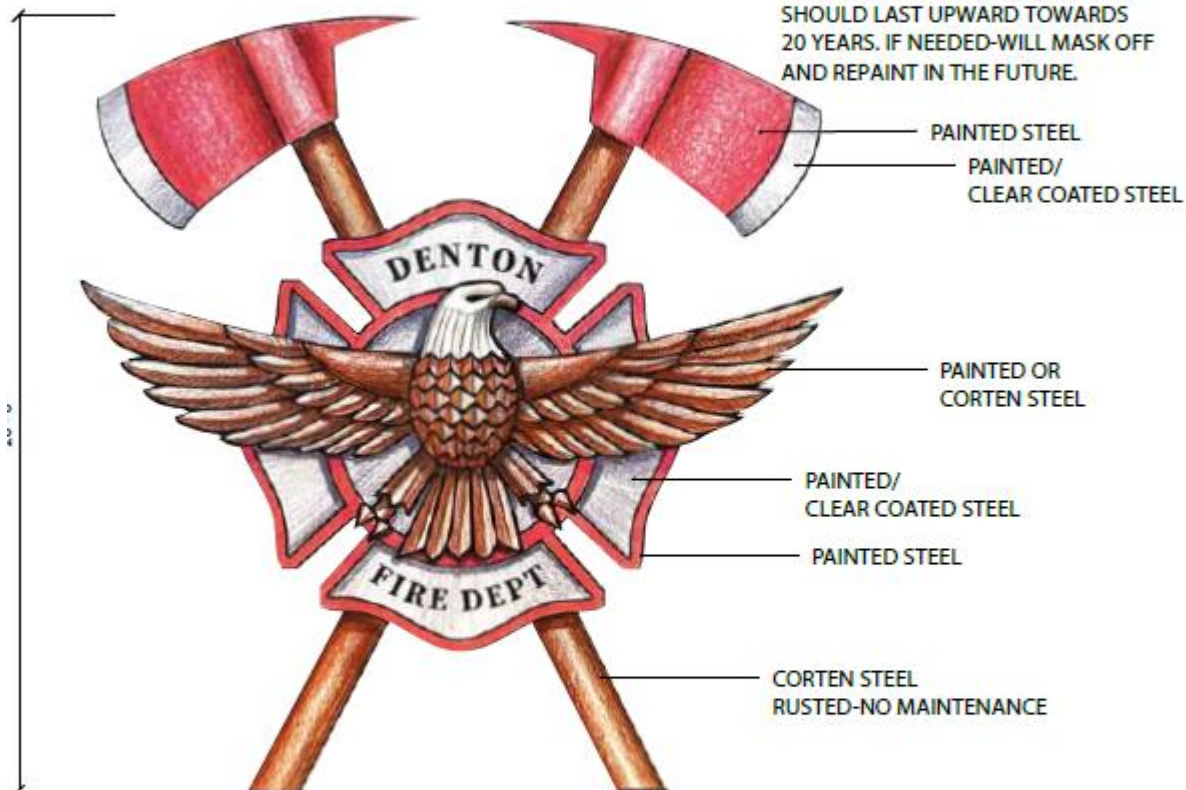 SHOULD LAST UPWARD TOWARDS
20 YEARS. IF NEEDED-WILL MASK OFF
AND REPAINT IN THE FUTURE.
PAINTED STEEL
PAINTED/
CLEAR COATED STEEL
DENTON
PAINTED OR
CORTEN STEEL
PAINTED/
CLEAR COATED STEEL
PAINTED STEEL
FIRE DEPT
CORTEN STEEL
RUSTED-NO MAINTENANCE